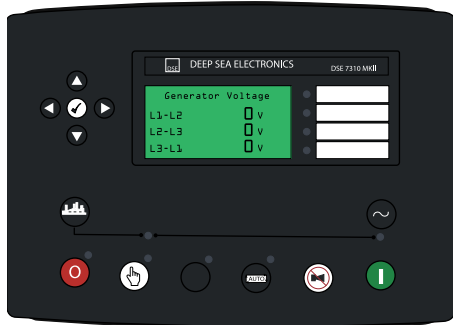 DSE DEEP SEA ELECTRONICS DSE 7310 MKII
Generator Voltage
L1-L2 0 V
L2-L3 0 V
L3-L1 0 V
O AUTO I